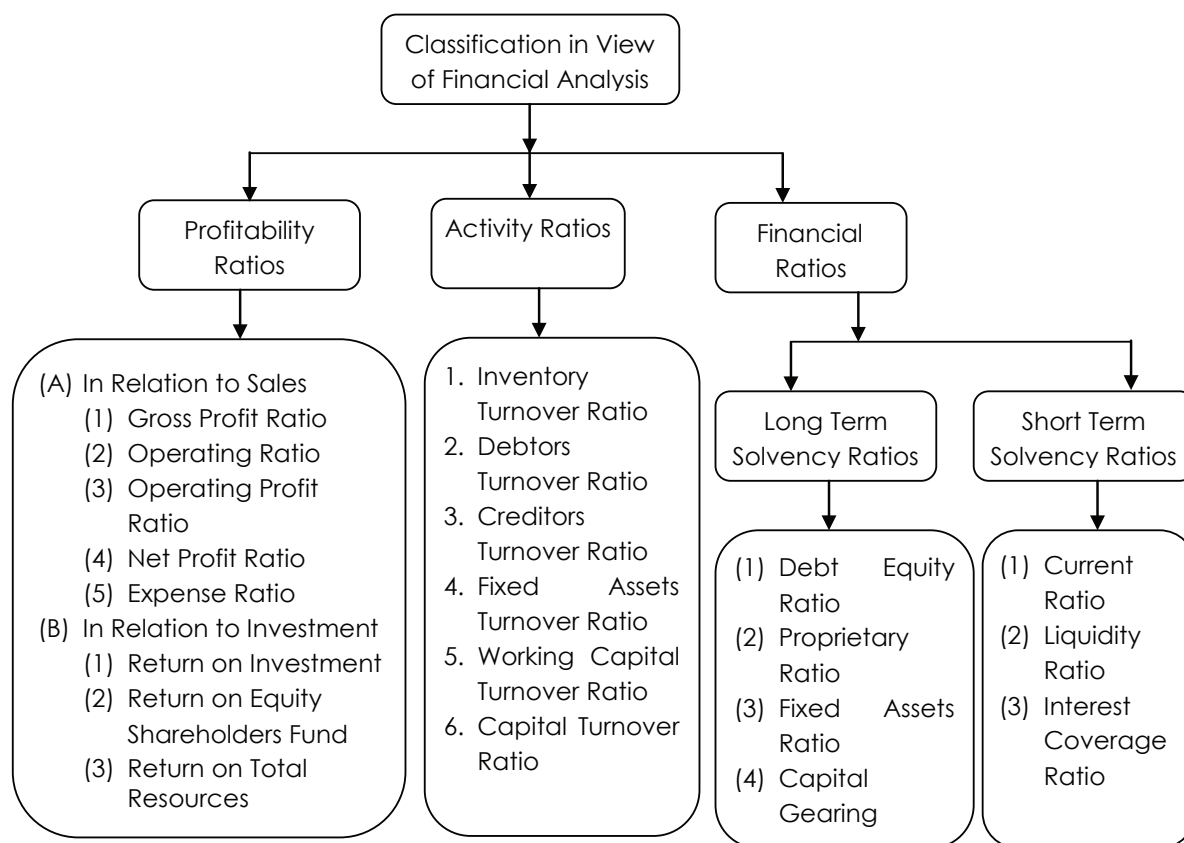 Classification in View
of Financial Analysis
Profitability
Ratios
Activity Ratios
Financial
Ratios
(A) In Relation to Sales
(1) Gross Profit Ratio
(2) Operating Ratio
(3) Operating Profit
Ratio
(4) Net Profit Ratio
(5) Expense Ratio
(B) In Relation to Investment
(1) Return on Investment
(2) Return on Equity
Shareholders Fund
(3) Return on Total
Resources
1. Inventory
Turnover Ratio
2. Debtors
Turnover Ratio
3. Creditors
Turnover Ratio
4. Fixed Assets
Turnover Ratio
5. Working Capital
Turnover Ratio
6. Capital Turnover
Ratio
Long Term
Solvency Ratios
Short Term
Solvency Ratios
(1) Debt Equity
Ratio
(2) Proprietary
Ratio
(3) Fixed Assets
Ratio
(4) Capital
Gearing
(1) Current
Ratio
(2) Liquidity
Ratio
(3) Interest
Coverage
Ratio